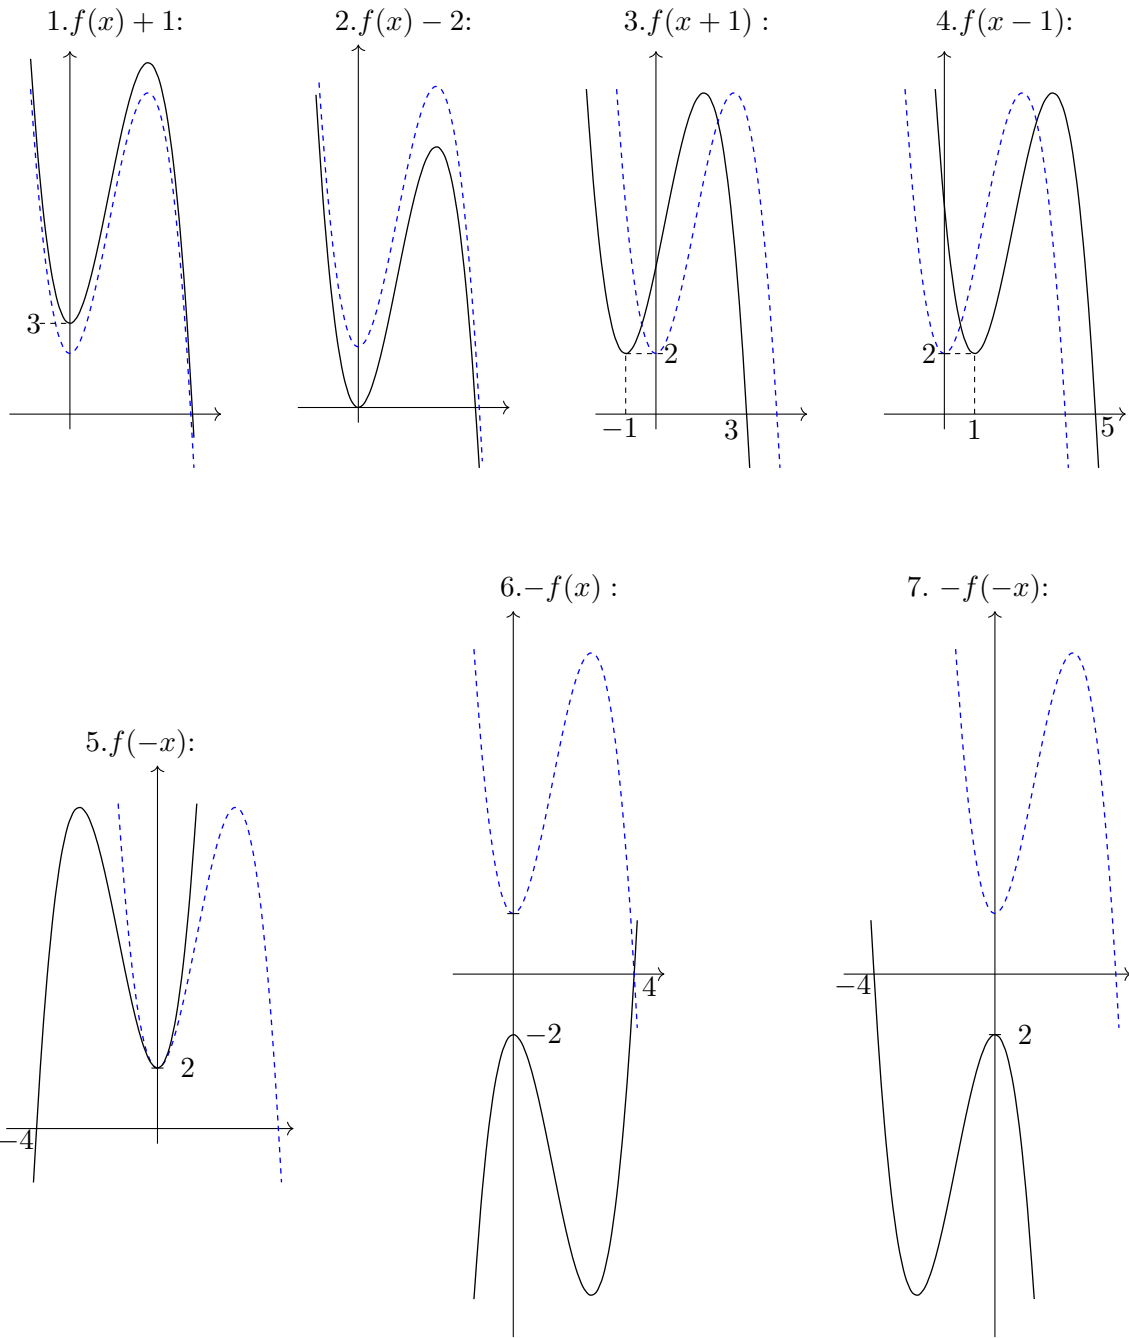 1.f(x) + 1:
2.f(x) − 2:
3.f(x + 1) :
4.f(x − 1):
3
2
−1
3
2
1
5
6.−f(x) :
7. −f(−x):
5.f(−x):
2
−4
4
−2
−4
2